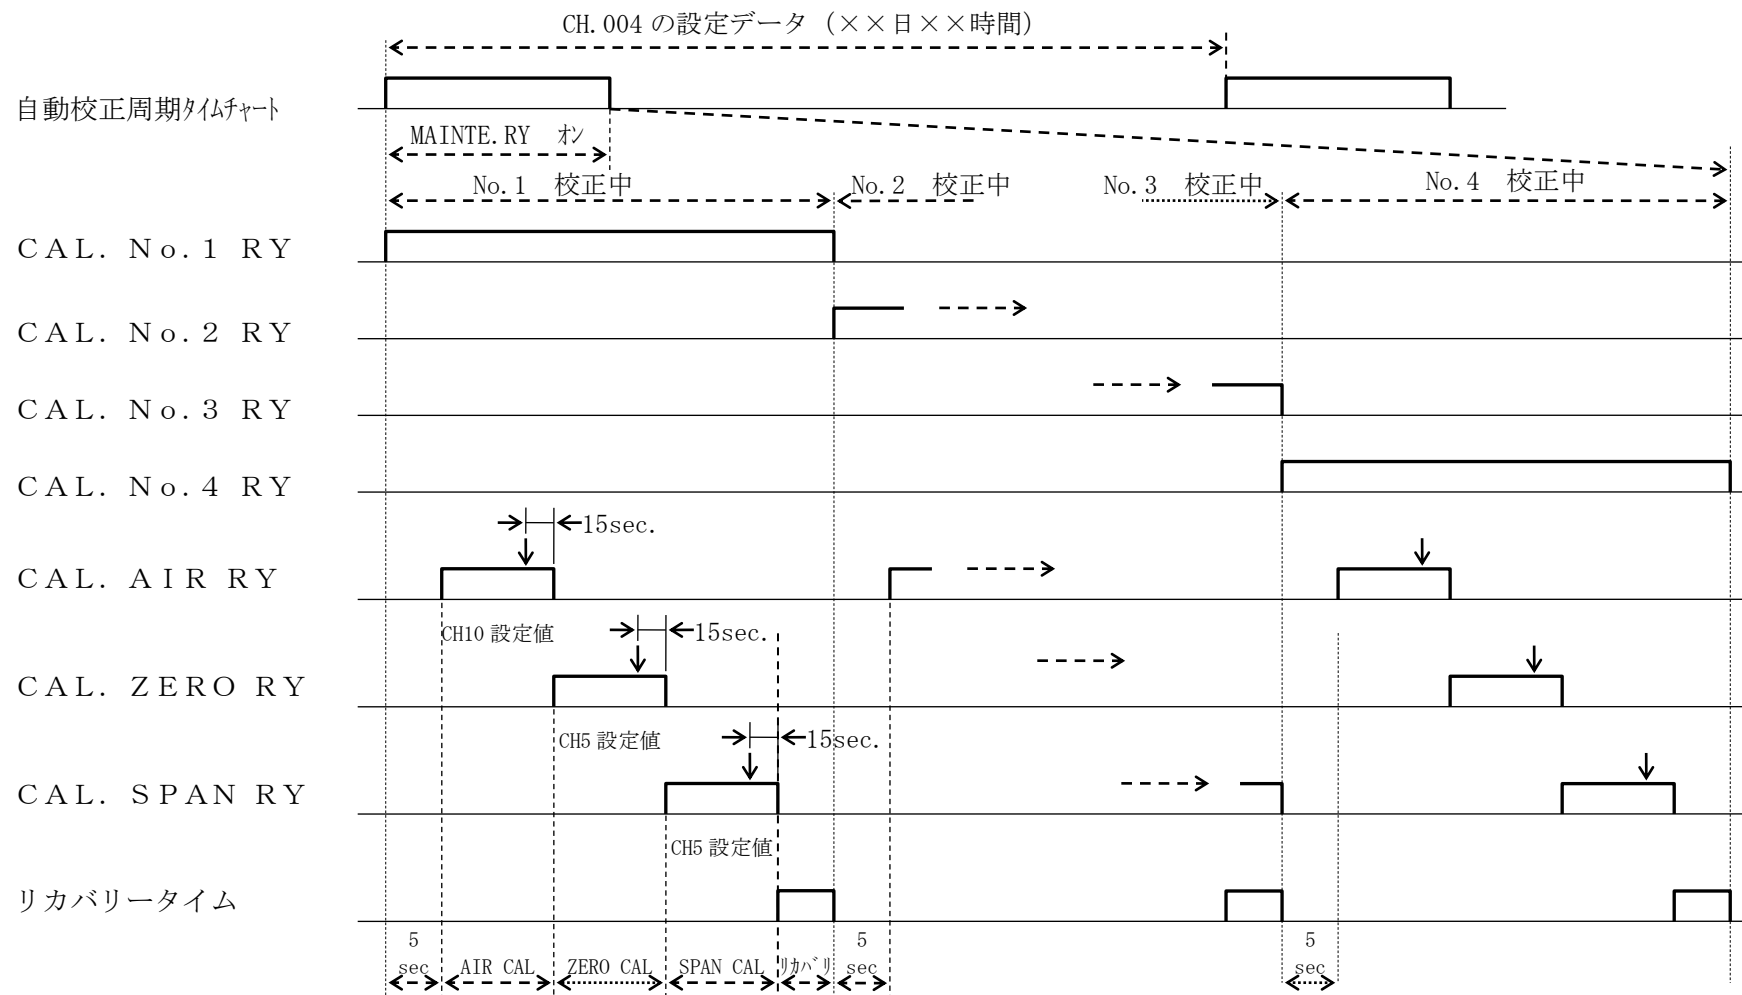 CH.004 の設定データ (××日××時間)
自動校正周期ﾀｲﾑﾁｬｰﾄ
MAINTE.RY　ｵﾝ
No.1　校正中
No.2　校正中
No.3　校正中
No.4　校正中
ＣＡＬ．Ｎｏ.１ ＲＹ
ＣＡＬ．Ｎｏ.２ ＲＹ
ＣＡＬ．Ｎｏ.３ ＲＹ
ＣＡＬ．Ｎｏ.４ ＲＹ
15sec.
ＣＡＬ．ＡＩＲ ＲＹ
CH10 設定値
15sec.
ＣＡＬ．ＺＥＲＯ ＲＹ
CH5 設定値
15sec.
ＣＡＬ．ＳＰＡＮ ＲＹ
CH5 設定値
リカバリータイム
5
sec
AIR CAL
ZERO CAL
SPAN CAL
ﾘｶﾊﾞﾘ
5
sec
5
sec